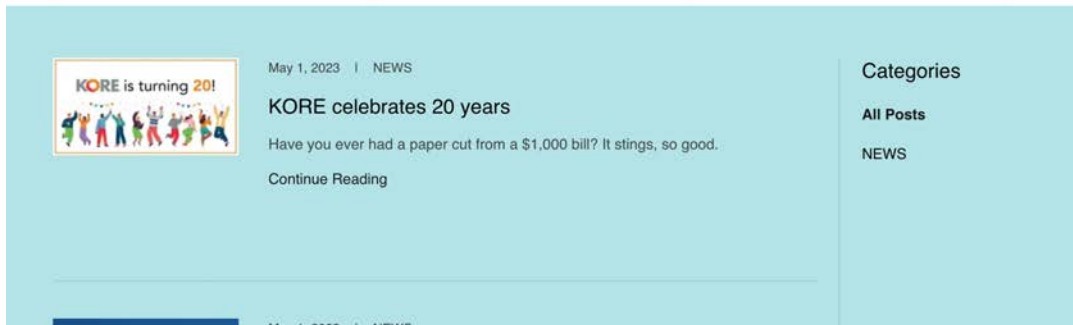 KORE is turning 20!
May 1, 2023 | NEWS
KORE celebrates 20 years
Have you ever had a paper cut from a $1,000 bill? It stings, so good.
Continue Reading
Categories
All Posts
NEWS